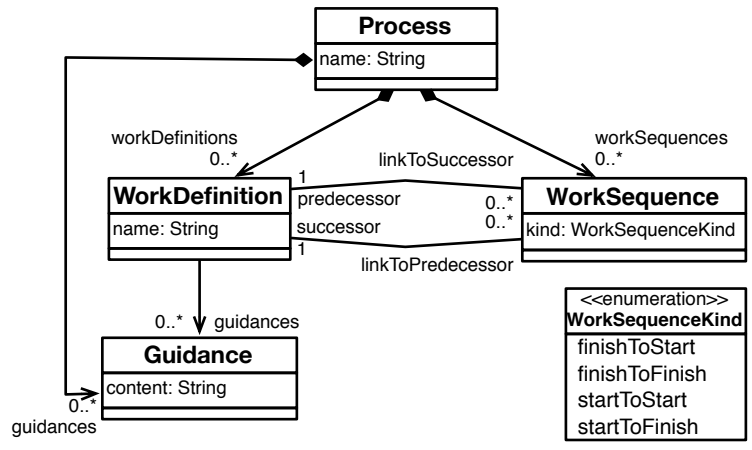 Process
name: String
workDefinitions
0..*
workSequences
0..*
linkToSuccessor
1
predecessor
0..*
WorkDefinition
name: String
successor
1
0..*
linkToPredecessor
WorkSequence
kind: WorkSequenceKind
0..*
guidances
Guidance
content: String
0..*
guidances
<<enumeration>>
WorkSequenceKind
finishToStart
finishToFinish
startToStart
startToFinish